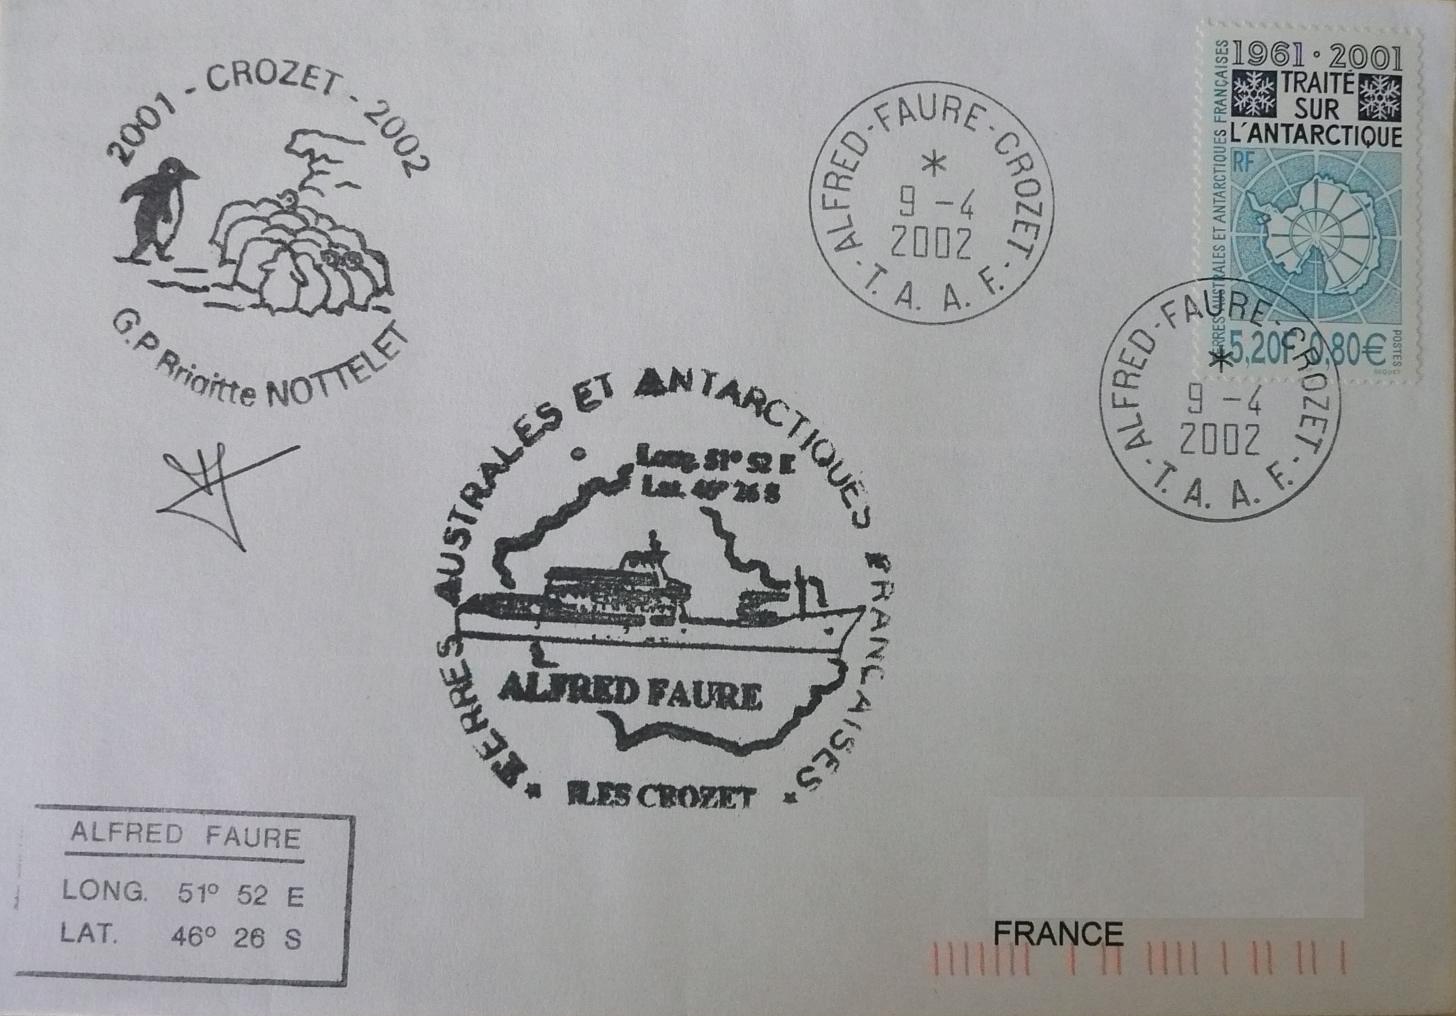 2001 - CROZET - 2002
G.P Brigitte NOTTELET
ALFRED-FAURE-CROZET
*
9 -4
2002
- T. A. A. F. -
1961 • 2001
TRAITÉ
SUR
L'ANTARCTIQUE
RF
TERRES AUSTRALES ET ANTARCTIQUES FRANÇAISES
5,20F 0,80€
POSTES
ALFRED-FAURE-CROZET
*
9 -4
2002
- T. A. A. F. -
* TERRES AUSTRALES ET ANTARCTIQUES FRANCAISES *
Long. 51° 52 E
Lat. 46° 26 S
ALFRED FAURE
ILES CROZET
ALFRED FAURE
LONG. 51° 52 E
LAT. 46° 26 S
FRANCE